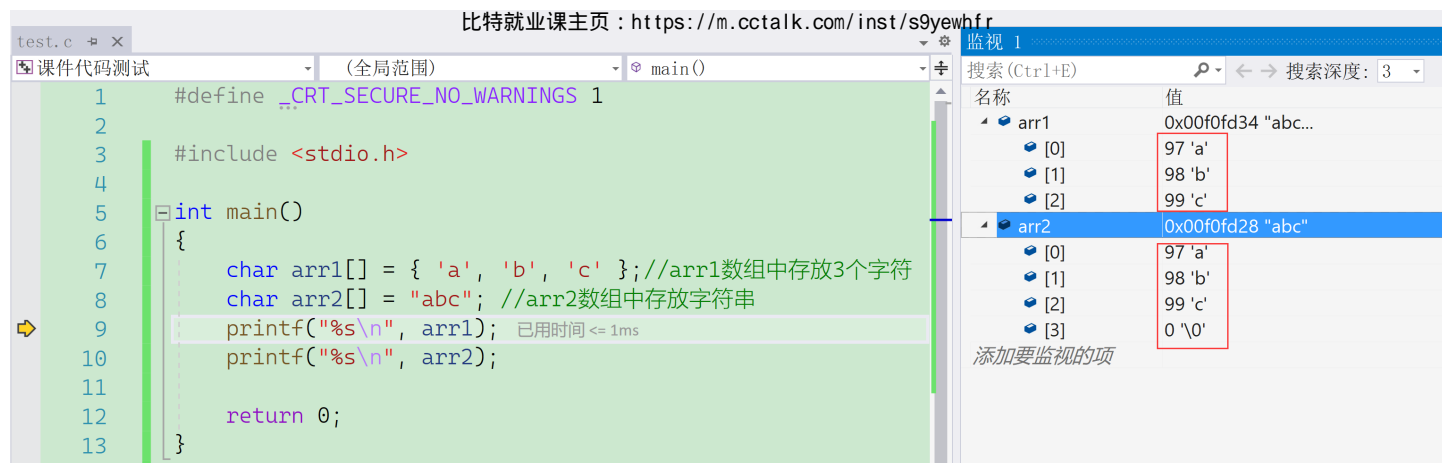 比特就业课主页：https://m.cctalk.com/inst/s9yewhfr
test.c
课件代码测试
(全局范围)
main()
1 #define _CRT_SECURE_NO_WARNINGS 1
2
3 #include <stdio.h>
4
5 int main()
6 {
7 char arr1[] = { 'a', 'b', 'c' };//arr1数组中存放3个字符
8 char arr2[] = "abc"; //arr2数组中存放字符串
9 printf("%s\n", arr1); 已用时间 <= 1ms
10 printf("%s\n", arr2);
11
12 return 0;
13 }
监视 1
搜索(Ctrl+E) 搜索深度: 3
名称 值
arr1 0x00f0fd34 "abc...
[0] 97 'a'
[1] 98 'b'
[2] 99 'c'
arr2 0x00f0fd28 "abc"
[0] 97 'a'
[1] 98 'b'
[2] 99 'c'
[3] 0 '\0'
添加要监视的项